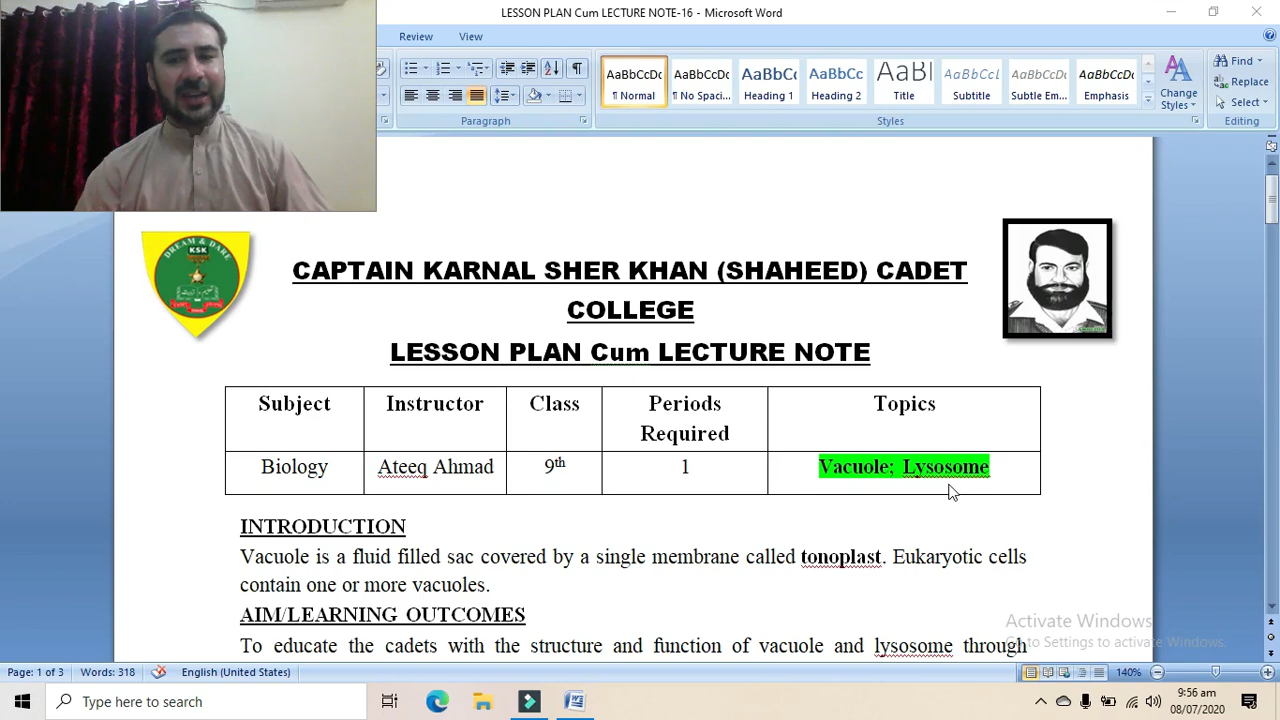 LESSON PLAN Cum LECTURE NOTE-16 - Microsoft Word
Review View
AaBbCcDc AaBbCcDc AaBbCc AaBbCc AaBl AaBbCcL AaBbCcDc AaBbCcDc
¶ Normal ¶ No Spaci... Heading 1 Heading 2 Title Subtitle Subtle Em... Emphasis
Change Styles
Find
Replace
Select
Paragraph Styles Editing
DREAM & DARE
KSK
CAPTAIN KARNAL SHER KHAN (SHAHEED) CADET
COLLEGE
LESSON PLAN Cum LECTURE NOTE
Subject Instructor Class Periods Required Topics
Biology Ateeq Ahmad 9th 1 Vacuole; Lysosome
INTRODUCTION
Vacuole is a fluid filled sac covered by a single membrane called tonoplast. Eukaryotic cells
contain one or more vacuoles.
AIM/LEARNING OUTCOMES
To educate the cadets with the structure and function of vacuole and lysosome through
Activate Windows
Go to Settings to activate Windows.
Page: 1 of 3 Words: 318 English (United States) 140%
Type here to search
9:56 am
08/07/2020